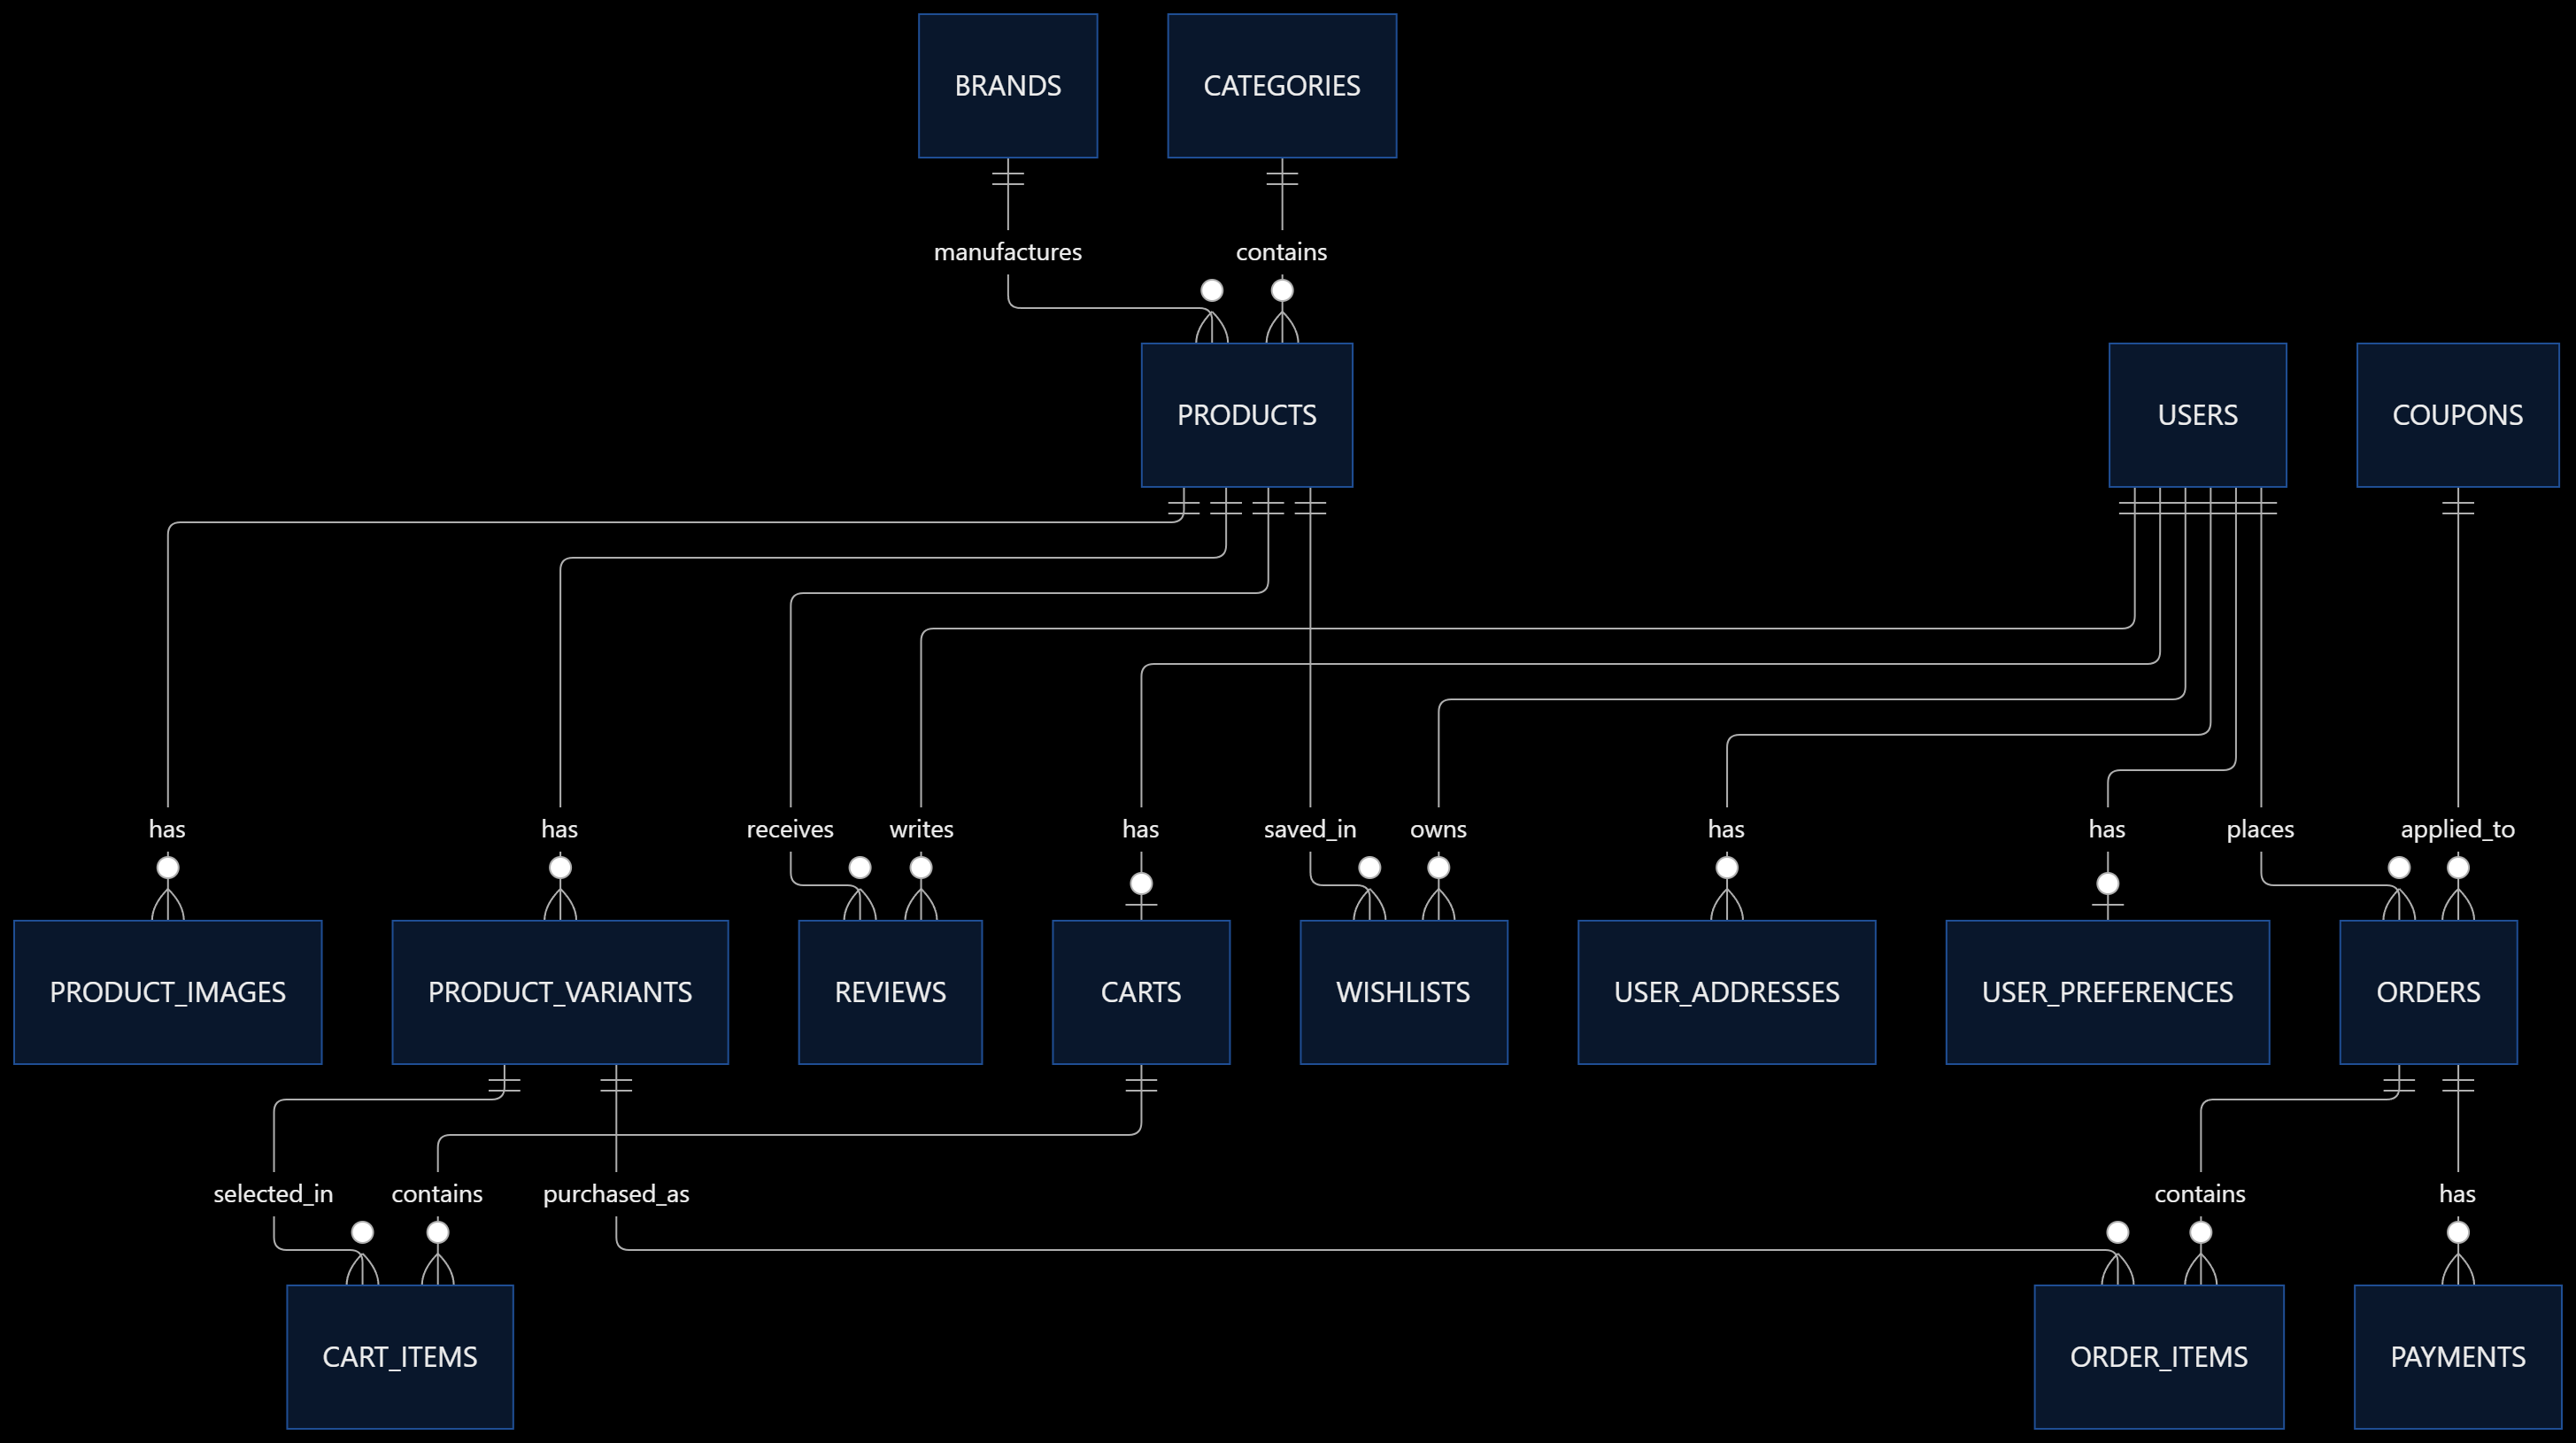 BRANDS
CATEGORIES
manufactures
contains
PRODUCTS
USERS
COUPONS
has
has
receives
writes
has
saved_in
owns
has
has
places
applied_to
PRODUCT_IMAGES
PRODUCT_VARIANTS
REVIEWS
CARTS
WISHLISTS
USER_ADDRESSES
USER_PREFERENCES
ORDERS
selected_in
contains
purchased_as
contains
has
CART_ITEMS
ORDER_ITEMS
PAYMENTS